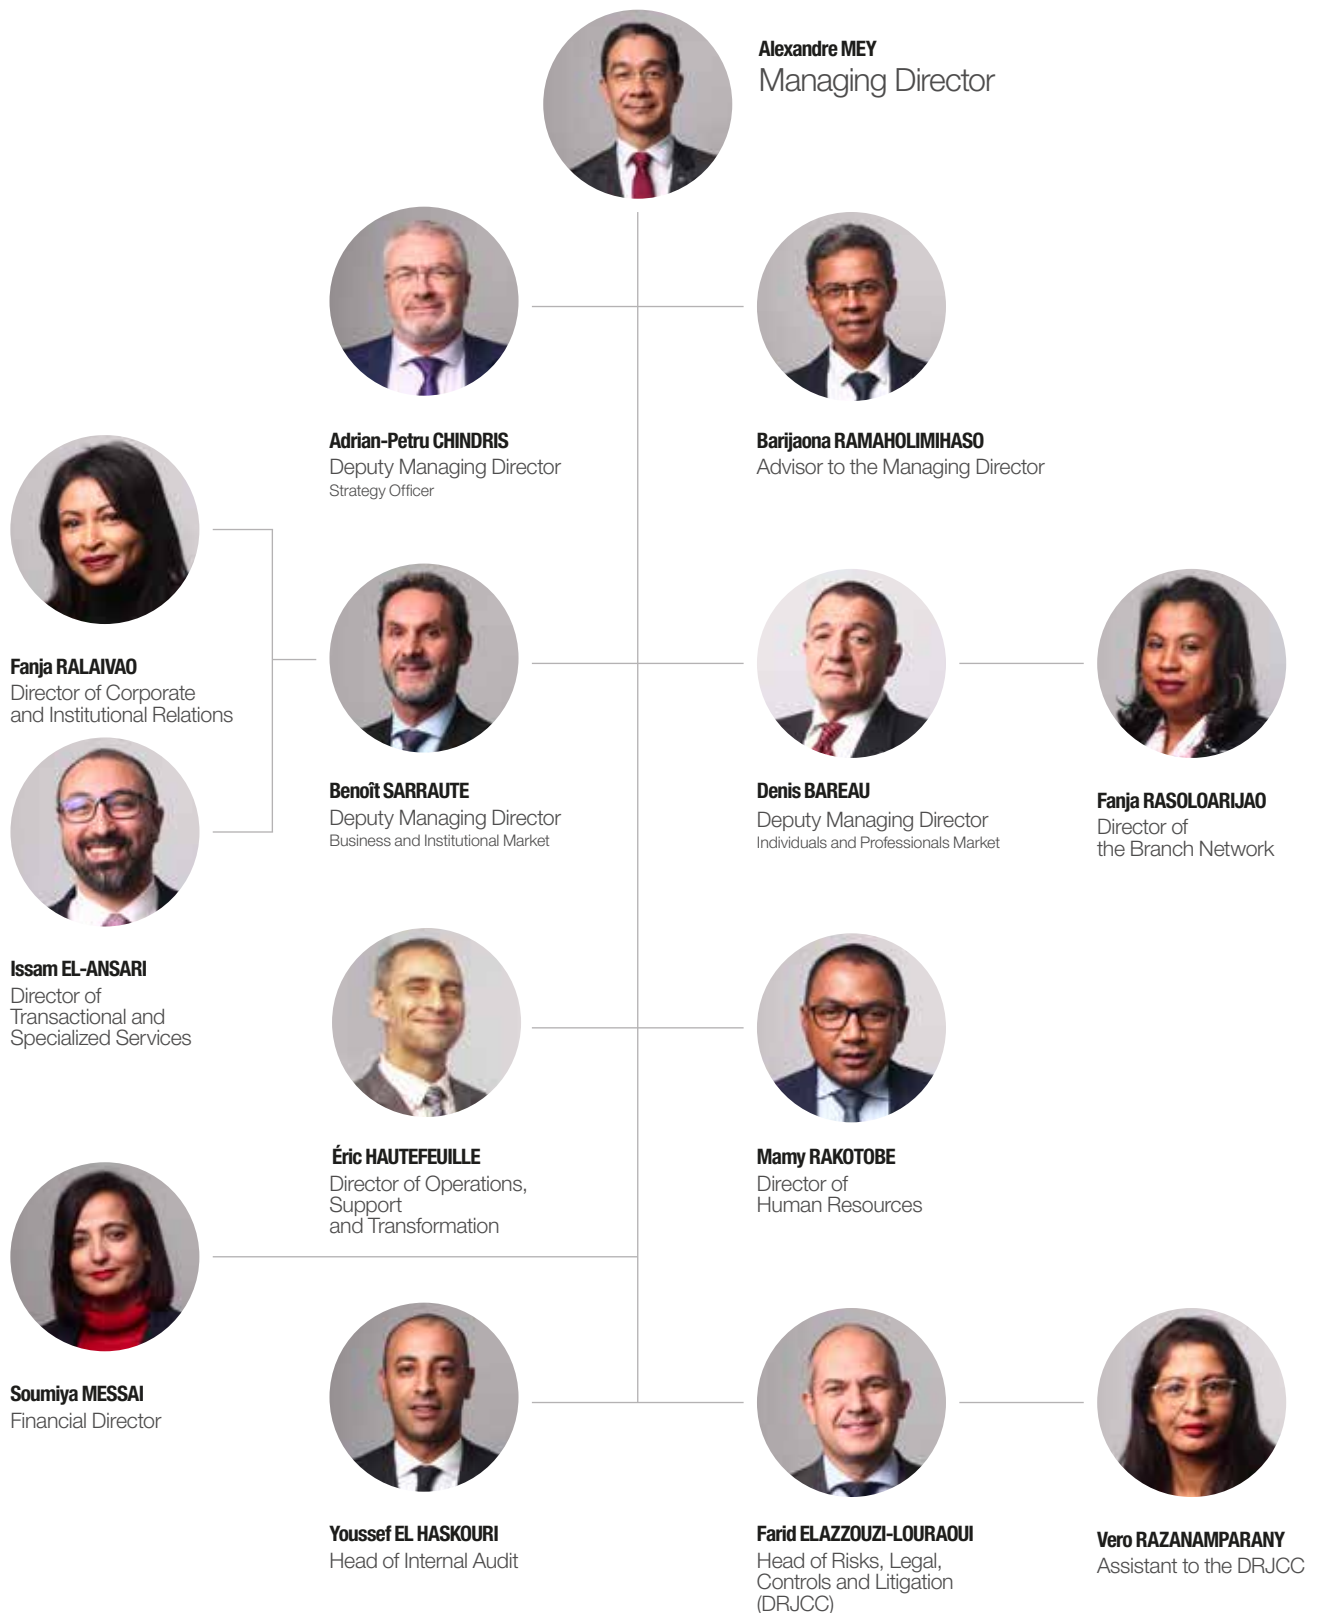 Alexandre MEY
Managing Director
Adrian-Petru CHINDRIS
Deputy Managing Director
Strategy Officer
Barijaona RAMAHOLIMIHASO
Advisor to the Managing Director
Fanja RALAIVAO
Director of Corporate
and Institutional Relations
Benoît SARRAUTE
Deputy Managing Director
Business and Institutional Market
Denis BAREAU
Deputy Managing Director
Individuals and Professionals Market
Fanja RASOLOARIJAO
Director of
the Branch Network
Issam EL-ANSARI
Director of
Transactional and
Specialized Services
Éric HAUTEFEUILLE
Director of Operations,
Support
and Transformation
Mamy RAKOTOBE
Director of
Human Resources
Soumiya MESSAI
Financial Director
Youssef EL HASKOURI
Head of Internal Audit
Farid ELAZZOUZI-LOURAOUI
Head of Risks, Legal,
Controls and Litigation
(DRJCC)
Vero RAZANAMPARANY
Assistant to the DRJCC